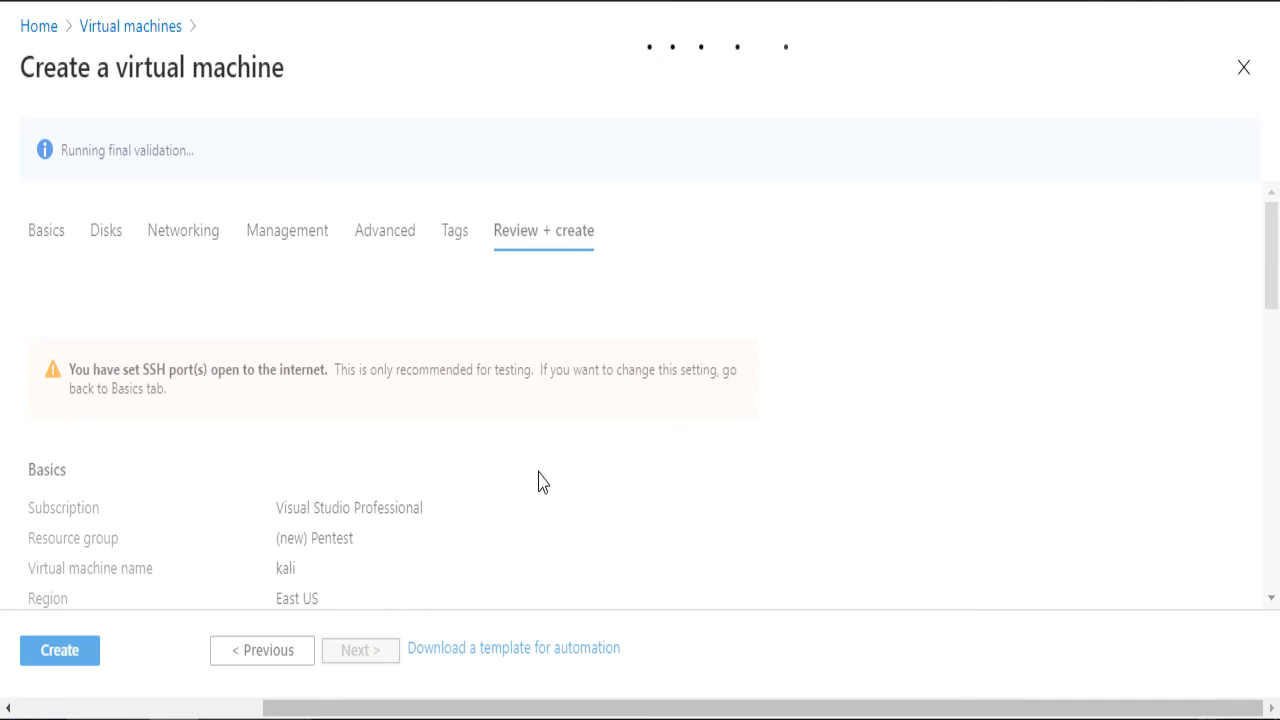 Home > Virtual machines >
Create a virtual machine
Running final validation...
Basics Disks Networking Management Advanced Tags Review + create
You have set SSH port(s) open to the internet. This is only recommended for testing. If you want to change this setting, go
back to Basics tab.
Basics
Subscription Visual Studio Professional
Resource group (new) Pentest
Virtual machine name kali
Region East US
Create < Previous Next > Download a template for automation